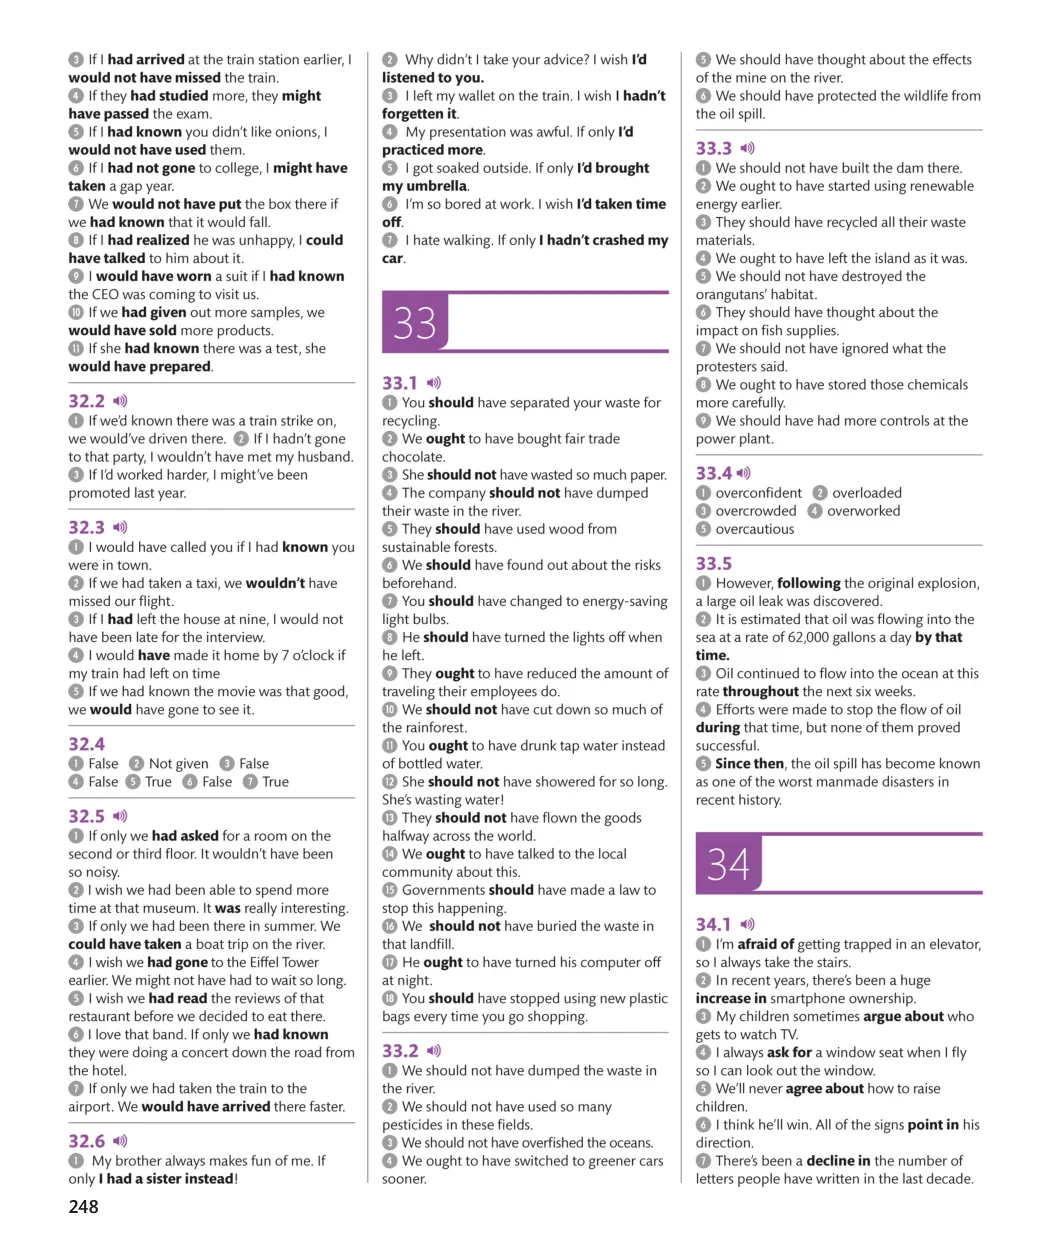 3 If I had arrived at the train station earlier, I
would not have missed the train.
4 If they had studied more, they might
have passed the exam.
5 If I had known you didn't like onions, I
would not have used them.
6 If I had not gone to college, I might have
taken a gap year.
7 We would not have put the box there if
we had known that it would fall.
8 If I had realized he was unhappy, I could
have talked to him about it.
9 I would have worn a suit if I had known
the CEO was coming to visit us.
10 If we had given out more samples, we
would have sold more products.
11 If she had known there was a test, she
would have prepared.
32.2
1 If we'd known there was a train strike on,
we would've driven there. 2 If I hadn't gone
to that party, I wouldn't have met my husband.
3 If I'd worked harder, I might've been
promoted last year.
32.3
1 I would have called you if I had known you
were in town.
2 If we had taken a taxi, we wouldn't have
missed our flight.
3 If I had left the house at nine, I would not
have been late for the interview.
4 I would have made it home by 7 o'clock if
my train had left on time
5 If we had known the movie was that good,
we would have gone to see it.
32.4
1 False 2 Not given 3 False
4 False 5 True 6 False 7 True
32.5
1 If only we had asked for a room on the
second or third floor. It wouldn't have been
so noisy.
2 I wish we had been able to spend more
time at that museum. It was really interesting.
3 If only we had been there in summer. We
could have taken a boat trip on the river.
4 I wish we had gone to the Eiffel Tower
earlier. We might not have had to wait so long.
5 I wish we had read the reviews of that
restaurant before we decided to eat there.
6 I love that band. If only we had known
they were doing a concert down the road from
the hotel.
7 If only we had taken the train to the
airport. We would have arrived there faster.
32.6
1 My brother always makes fun of me. If
only I had a sister instead!
248
2 Why didn't I take your advice? I wish I'd
listened to you.
3 I left my wallet on the train. I wish I hadn't
forgotten it.
4 My presentation was awful. If only I'd
practiced more.
5 I got soaked outside. If only I'd brought
my umbrella.
6 I'm so bored at work. I wish I'd taken time
off.
7 I hate walking. If only I hadn't crashed my
car.
33
33.1
1 You should have separated your waste for
recycling.
2 We ought to have bought fair trade
chocolate.
3 She should not have wasted so much paper.
4 The company should not have dumped
their waste in the river.
5 They should have used wood from
sustainable forests.
6 We should have found out about the risks
beforehand.
7 You should have changed to energy-saving
light bulbs.
8 He should have turned the lights off when
he left.
9 They ought to have reduced the amount of
traveling their employees do.
10 We should not have cut down so much of
the rainforest.
11 You ought to have drunk tap water instead
of bottled water.
12 She should not have showered for so long.
She's wasting water!
13 They should not have flown the goods
halfway across the world.
14 We ought to have talked to the local
community about this.
15 Governments should have made a law to
stop this happening.
16 We should not have buried the waste in
that landfill.
17 He ought to have turned his computer off
at night.
18 You should have stopped using new plastic
bags every time you go shopping.
33.2
1 We should not have dumped the waste in
the river.
2 We should not have used so many
pesticides in these fields.
3 We should not have overfished the oceans.
4 We ought to have switched to greener cars
sooner.
5 We should have thought about the effects
of the mine on the river.
6 We should have protected the wildlife from
the oil spill.
33.3
1 We should not have built the dam there.
2 We ought to have started using renewable
energy earlier.
3 They should have recycled all their waste
materials.
4 We ought to have left the island as it was.
5 We should not have destroyed the
orangutans' habitat.
6 They should have thought about the
impact on fish supplies.
7 We should not have ignored what the
protesters said.
8 We ought to have stored those chemicals
more carefully.
9 We should have had more controls at the
power plant.
33.4
1 overconfident 2 overloaded
3 overcrowded 4 overworked
5 overcautious
33.5
1 However, following the original explosion,
a large oil leak was discovered.
2 It is estimated that oil was flowing into the
sea at a rate of 62,000 gallons a day by that
time.
3 Oil continued to flow into the ocean at this
rate throughout the next six weeks.
4 Efforts were made to stop the flow of oil
during that time, but none of them proved
successful.
5 Since then, the oil spill has become known
as one of the worst manmade disasters in
recent history.
34
34.1
1 I'm afraid of getting trapped in an elevator,
so I always take the stairs.
2 In recent years, there's been a huge
increase in smartphone ownership.
3 My children sometimes argue about who
gets to watch TV.
4 I always ask for a window seat when I fly
so I can look out the window.
5 We'll never agree about how to raise
children.
6 I think he'll win. All of the signs point in his
direction.
7 There's been a decline in the number of
letters people have written in the last decade.